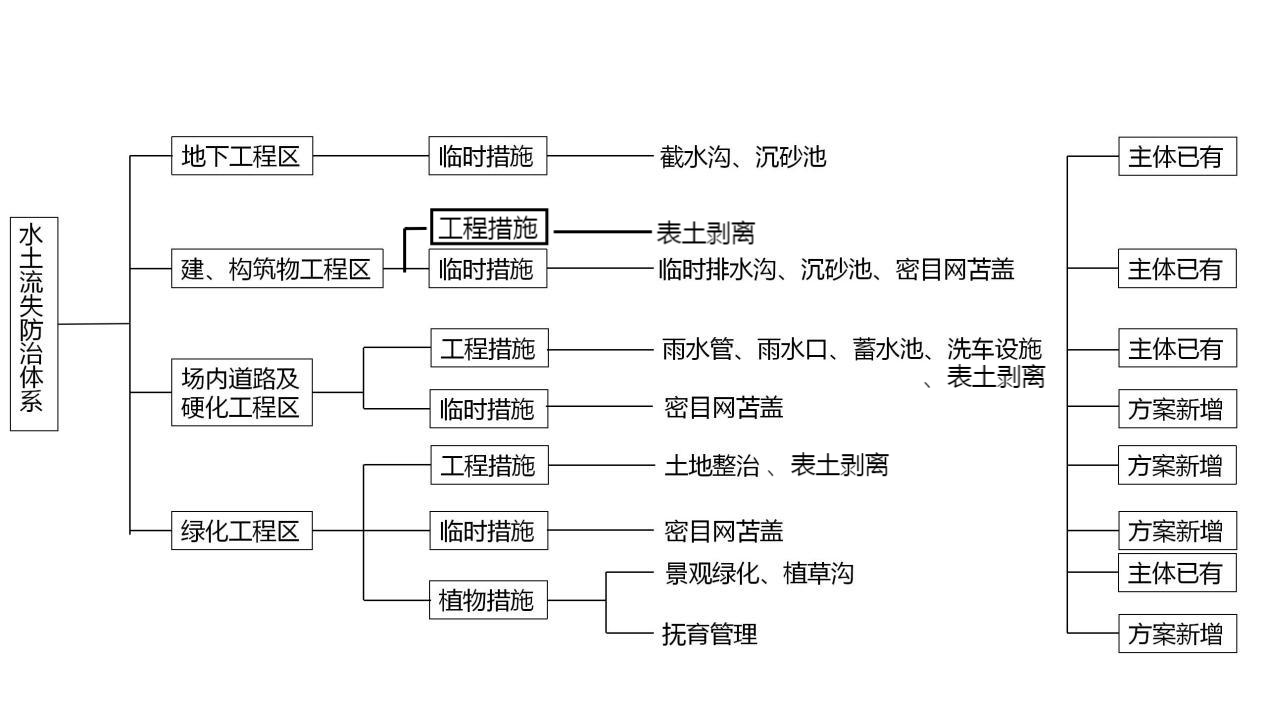 水土流失防治体系
地下工程区
临时措施
截水沟、沉砂池
主体已有
工程措施
表土剥离
建、构筑物工程区
临时措施
临时排水沟、沉砂池、密目网苫盖
主体已有
场内道路及
硬化工程区
工程措施
雨水管、雨水口、蓄水池、洗车设施
、表土剥离
主体已有
临时措施
密目网苫盖
方案新增
绿化工程区
工程措施
土地整治 、表土剥离
方案新增
临时措施
密目网苫盖
方案新增
植物措施
景观绿化、植草沟
主体已有
抚育管理
方案新增